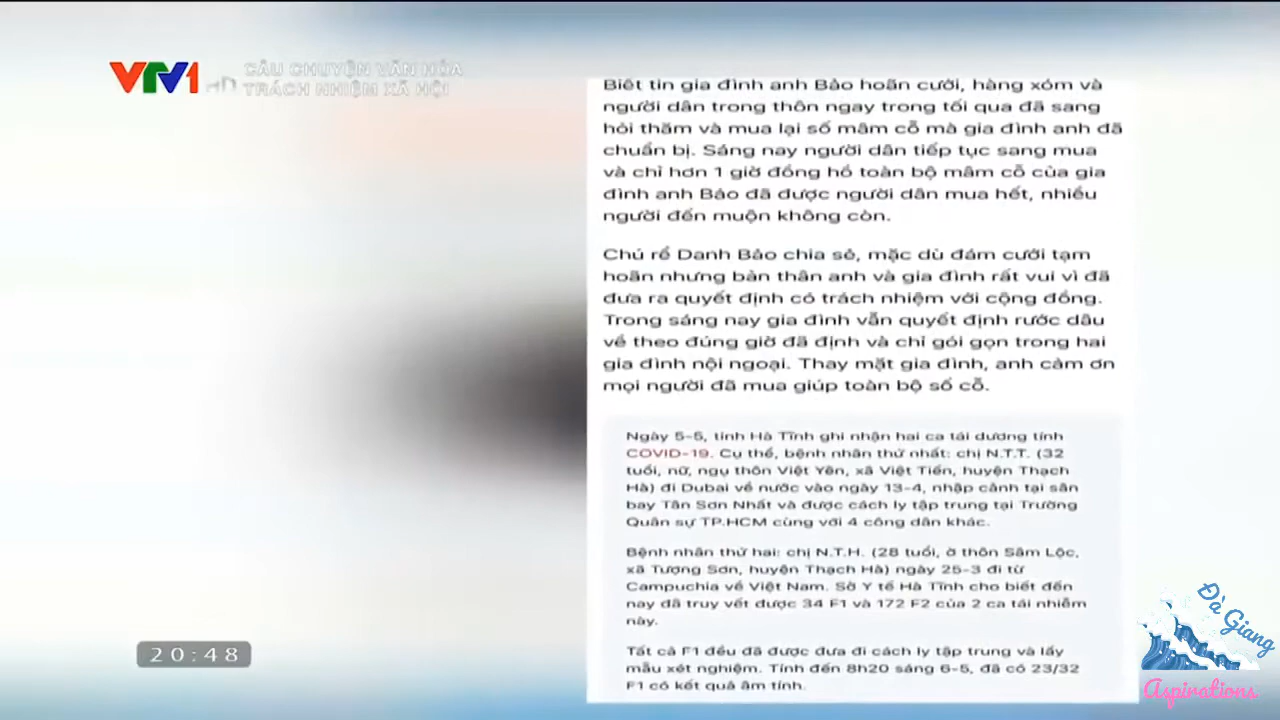 VTV1
HD
CÂU CHUYỆN VĂN HÓA
TRÁCH NHIỆM XÃ HỘI
Biết tin gia đình anh Bảo hoãn cưới, hàng xóm và
người dân trong thôn ngay trong tối qua đã sang
hỏi thăm và mua lại số mâm cỗ mà gia đình anh đã
chuẩn bị. Sáng nay người dân tiếp tục sang mua
và chỉ hơn 1 giờ đồng hồ toàn bộ mâm cỗ của gia
đình anh Bảo đã được người dân mua hết, nhiều
người đến muộn không còn.
Chú rể Danh Bảo chia sẻ, mặc dù đám cưới tạm
hoãn nhưng bản thân anh và gia đình rất vui vì đã
đưa ra quyết định có trách nhiệm với cộng đồng.
Trong sáng nay gia đình vẫn quyết định rước dâu
về theo đúng giờ đã định và chỉ gói gọn trong hai
gia đình nội ngoại. Thay mặt gia đình, anh cảm ơn
mọi người đã mua giúp toàn bộ số cỗ.
Ngày 5-5, tỉnh Hà Tĩnh ghi nhận hai ca tái dương tính
COVID-19. Cụ thể, bệnh nhân thứ nhất: chị N.T.T. (32
tuổi, nữ, ngụ thôn Việt Yên, xã Việt Tiến, huyện Thạch
Hà) đi Dubai về nước vào ngày 13-4, nhập cảnh tại sân
bay Tân Sơn Nhất và được cách ly tập trung tại Trường
Quân sự TP.HCM cùng với 4 công dân khác.
Bệnh nhân thứ hai: chị N.T.H. (28 tuổi, ở thôn Sâm Lộc,
xã Tượng Sơn, huyện Thạch Hà) ngày 25-3 đi từ
Campuchia về Việt Nam. Sở Y tế Hà Tĩnh cho biết đến
nay đã truy vết được 34 F1 và 172 F2 của 2 ca tái nhiễm
này.
Tất cả F1 đều đã được đưa đi cách ly tập trung và lấy
mẫu xét nghiệm. Tính đến 8h20 sáng 6-5, đã có 23/32
F1 có kết quả âm tính.
20:48
Đà Giang
Aspirations